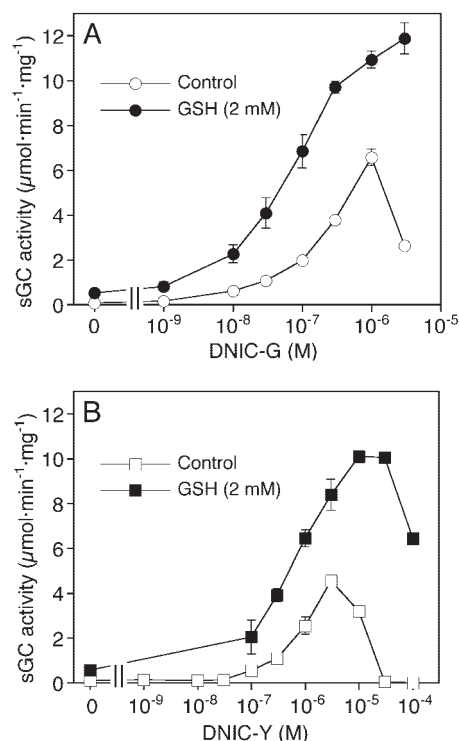 A
Control
GSH (2 mM)
12
10
8
6
4
2
0
sGC activity (µmol·min⁻¹·mg⁻¹)
0 10⁻⁹ 10⁻⁸ 10⁻⁷ 10⁻⁶ 10⁻⁵
DNIC-G (M)
B
Control
GSH (2 mM)
12
10
8
6
4
2
0
sGC activity (µmol·min⁻¹·mg⁻¹)
0 10⁻⁹ 10⁻⁸ 10⁻⁷ 10⁻⁶ 10⁻⁵ 10⁻⁴
DNIC-Y (M)